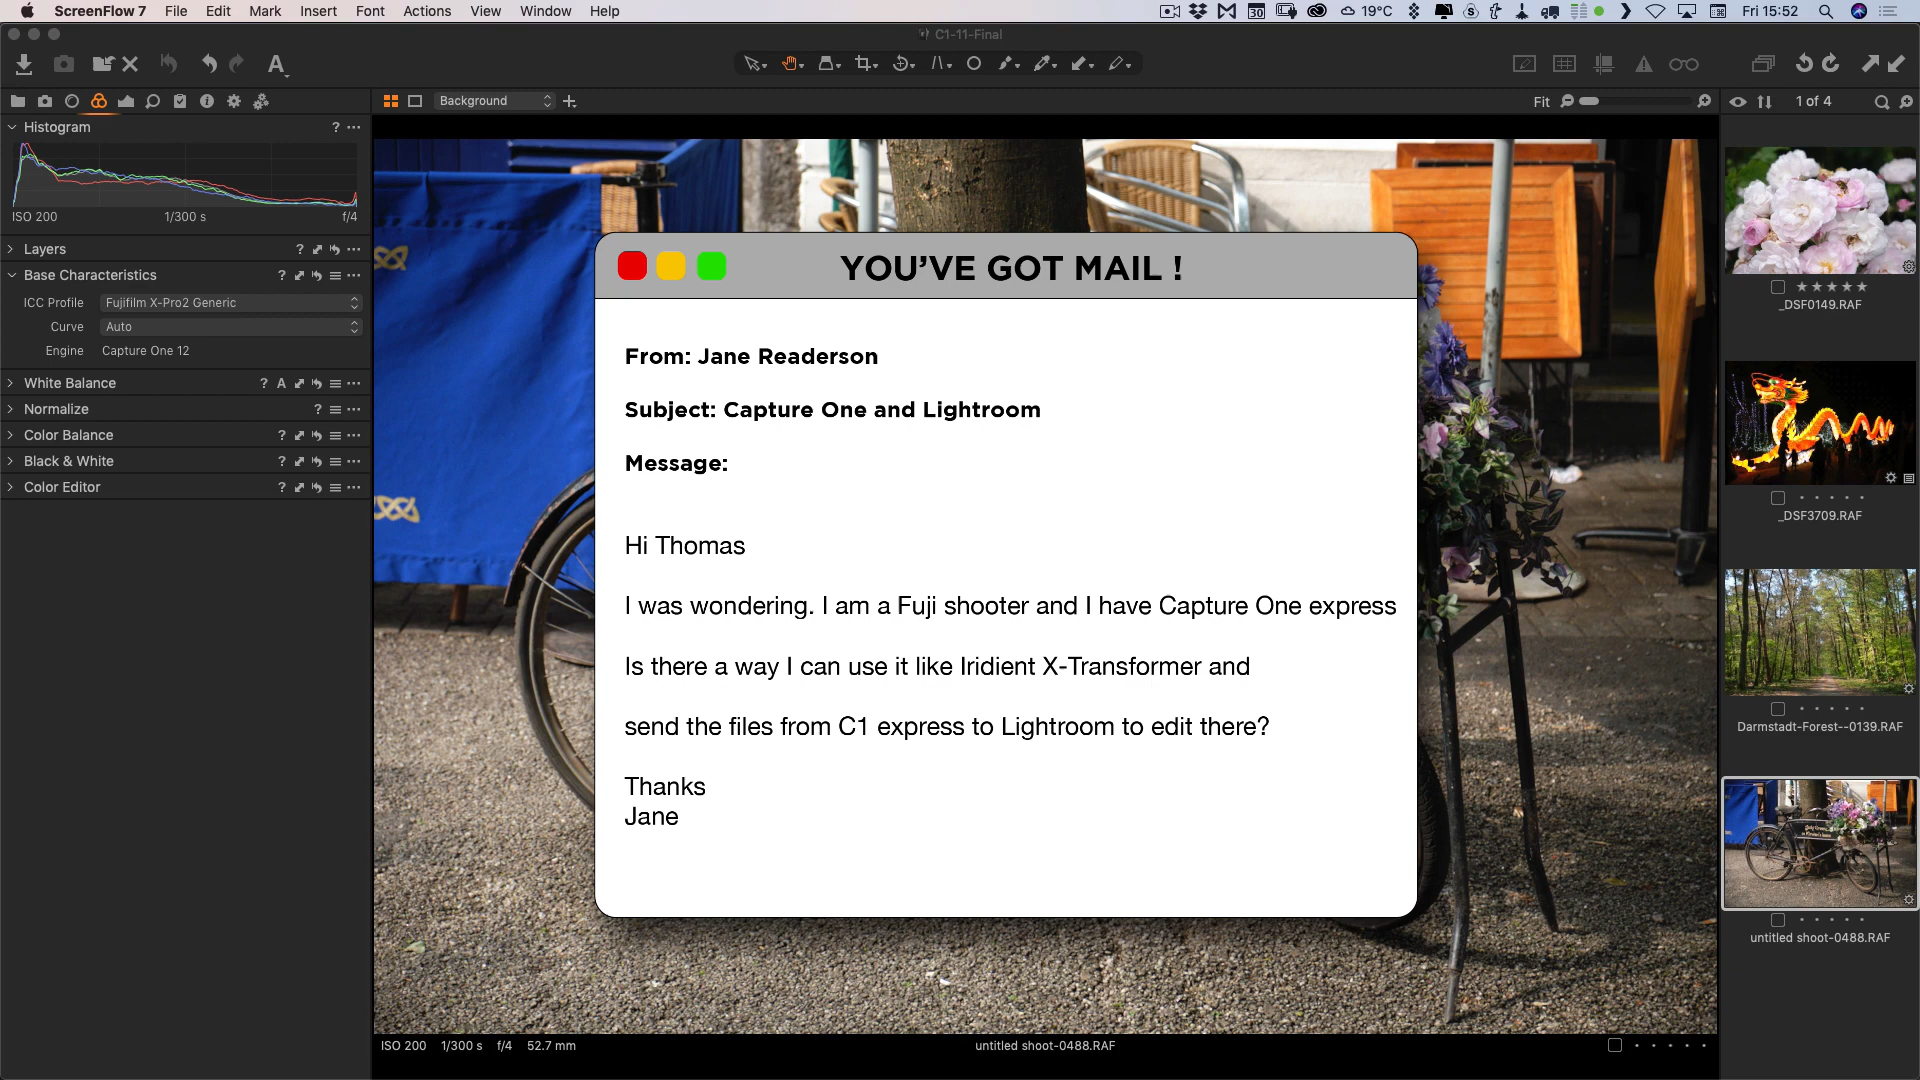 ScreenFlow 7 File Edit Mark Insert Font Actions View Window Help 30 19°C Fri 15:52
C1-11-Final
Background Fit 1 of 4
Histogram
ISO 200 1/300 s f/4
Layers
Base Characteristics
ICC Profile Fujifilm X-Pro2 Generic
Curve Auto
Engine Capture One 12
White Balance
Normalize
Color Balance
Black & White
Color Editor
YOU’VE GOT MAIL !
From: Jane Readerson
Subject: Capture One and Lightroom
Message:
Hi Thomas
I was wondering. I am a Fuji shooter and I have Capture One express
Is there a way I can use it like Iridient X-Transformer and
send the files from C1 express to Lightroom to edit there?
Thanks
Jane
_DSF0149.RAF
_DSF3709.RAF
Darmstadt-Forest--0139.RAF
untitled shoot-0488.RAF
ISO 200 1/300 s f/4 52.7 mm
untitled shoot-0488.RAF